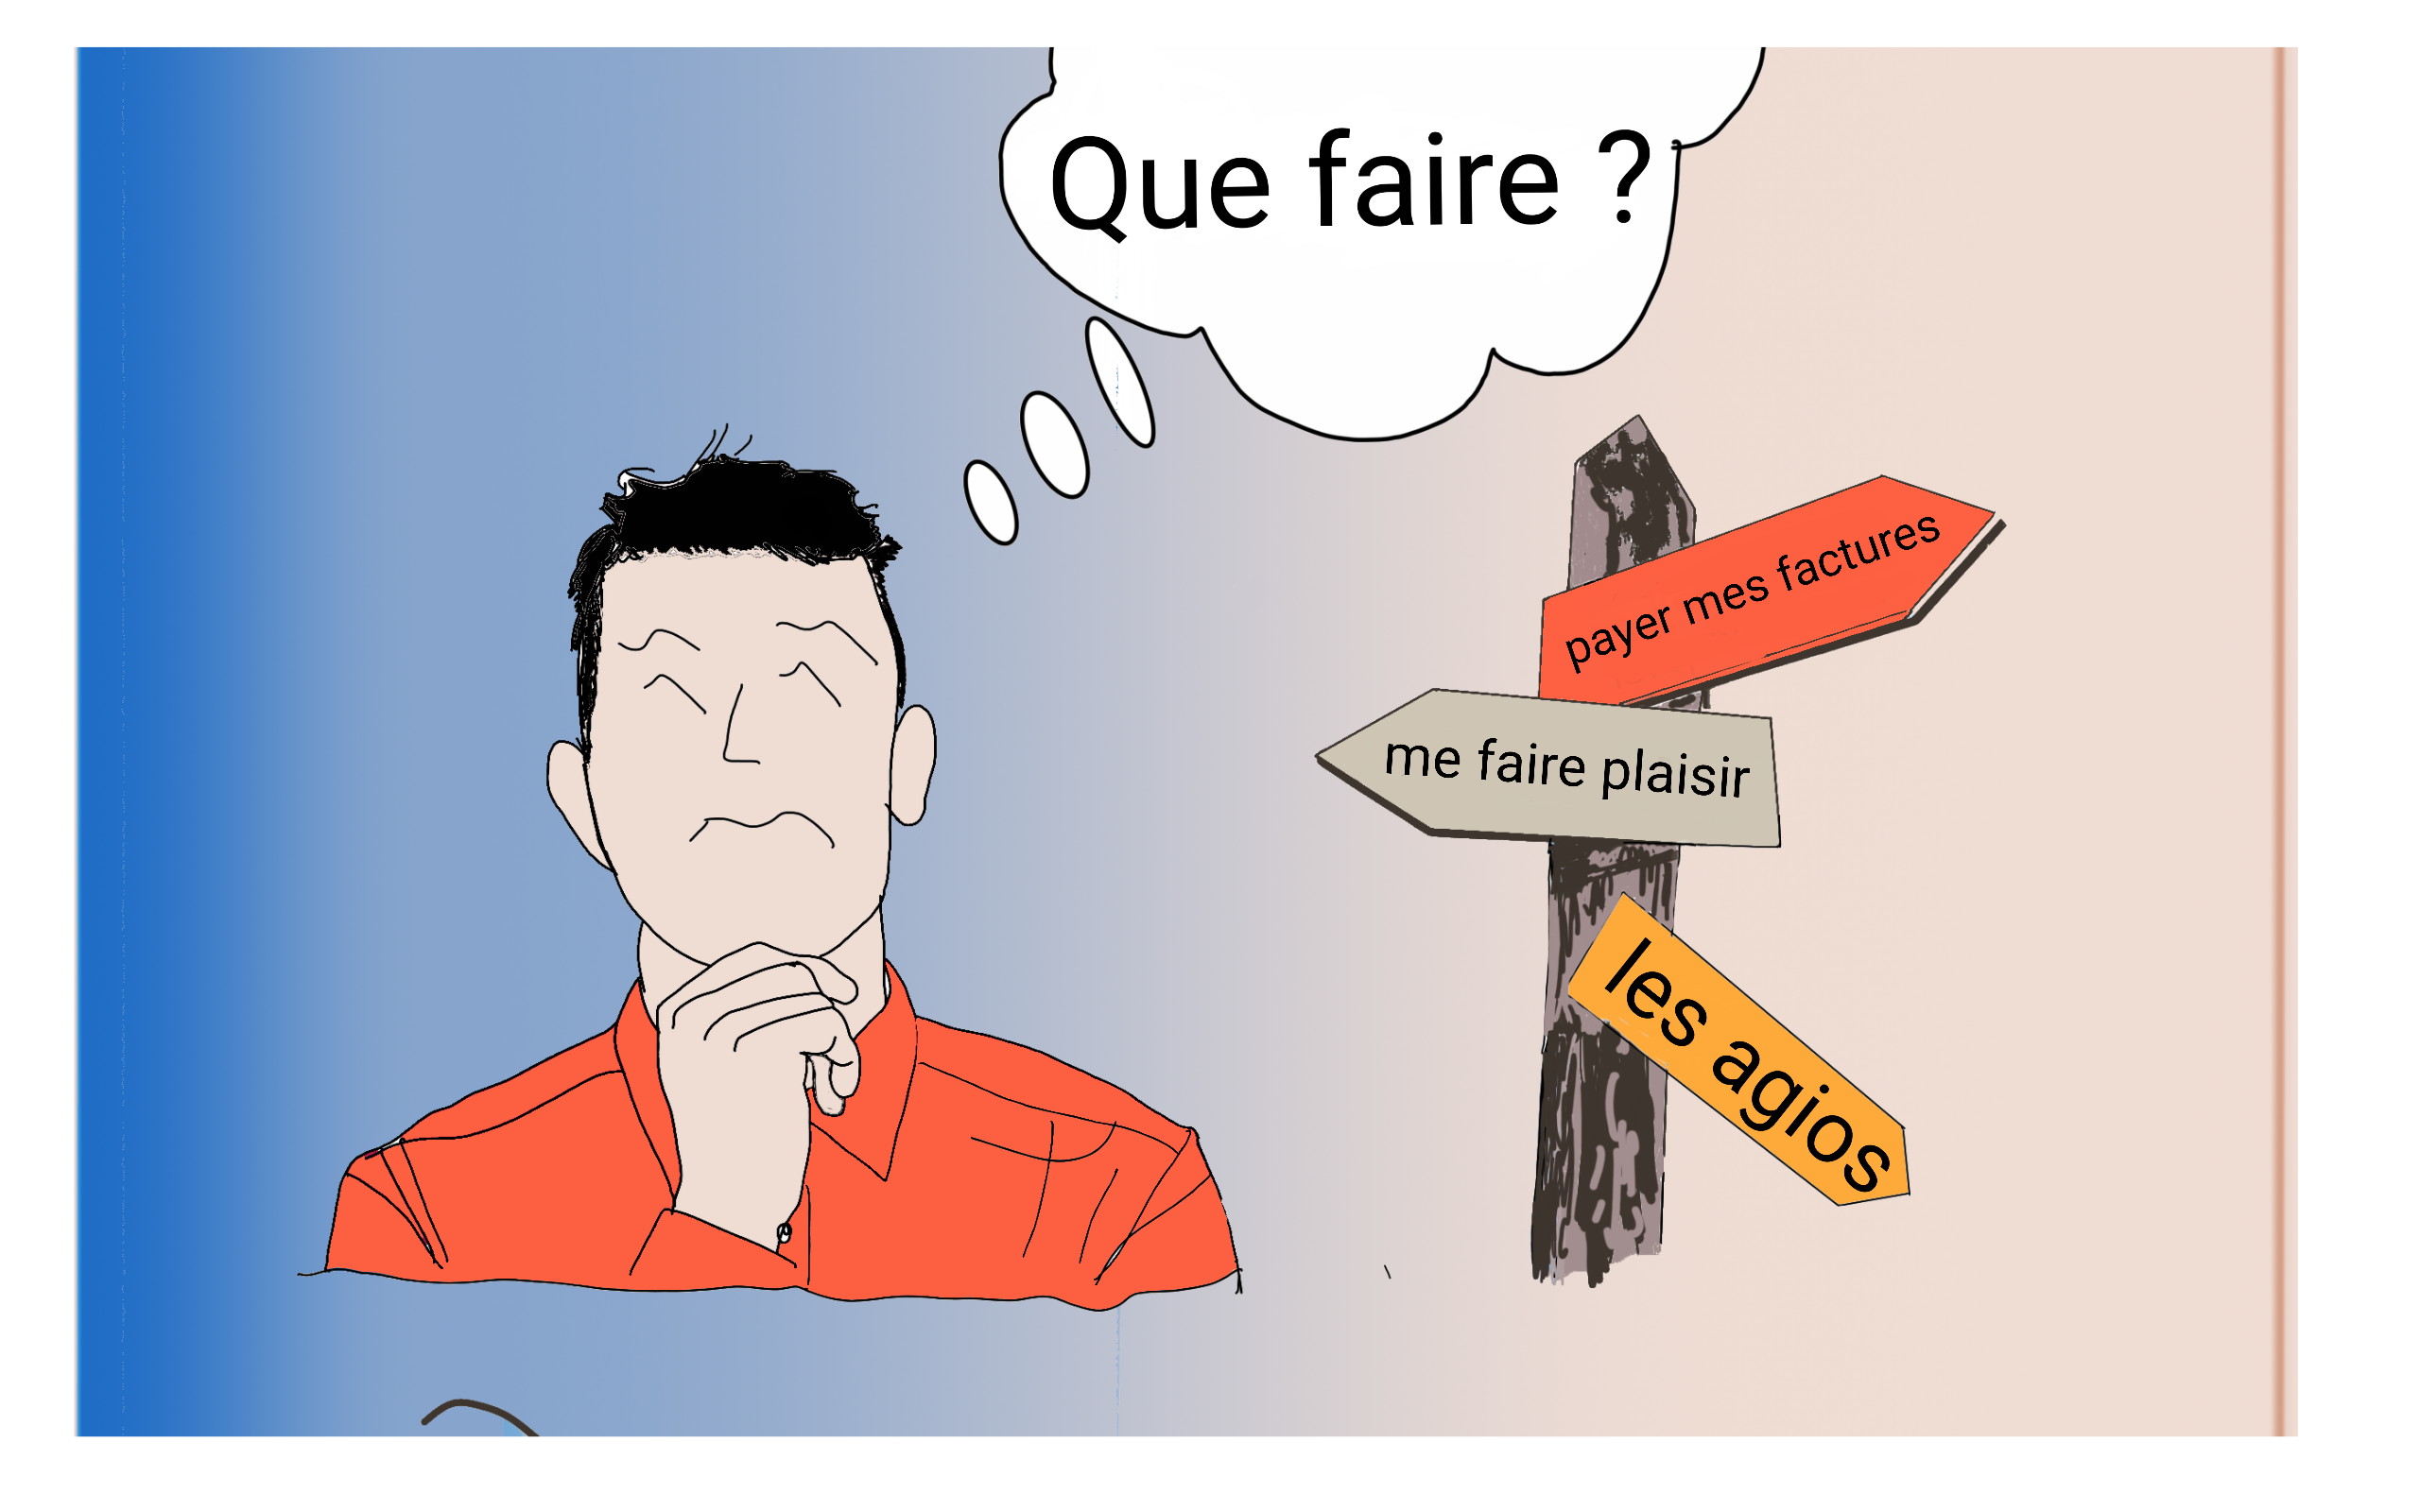 Que faire ?
payer mes factures
me faire plaisir
les agios